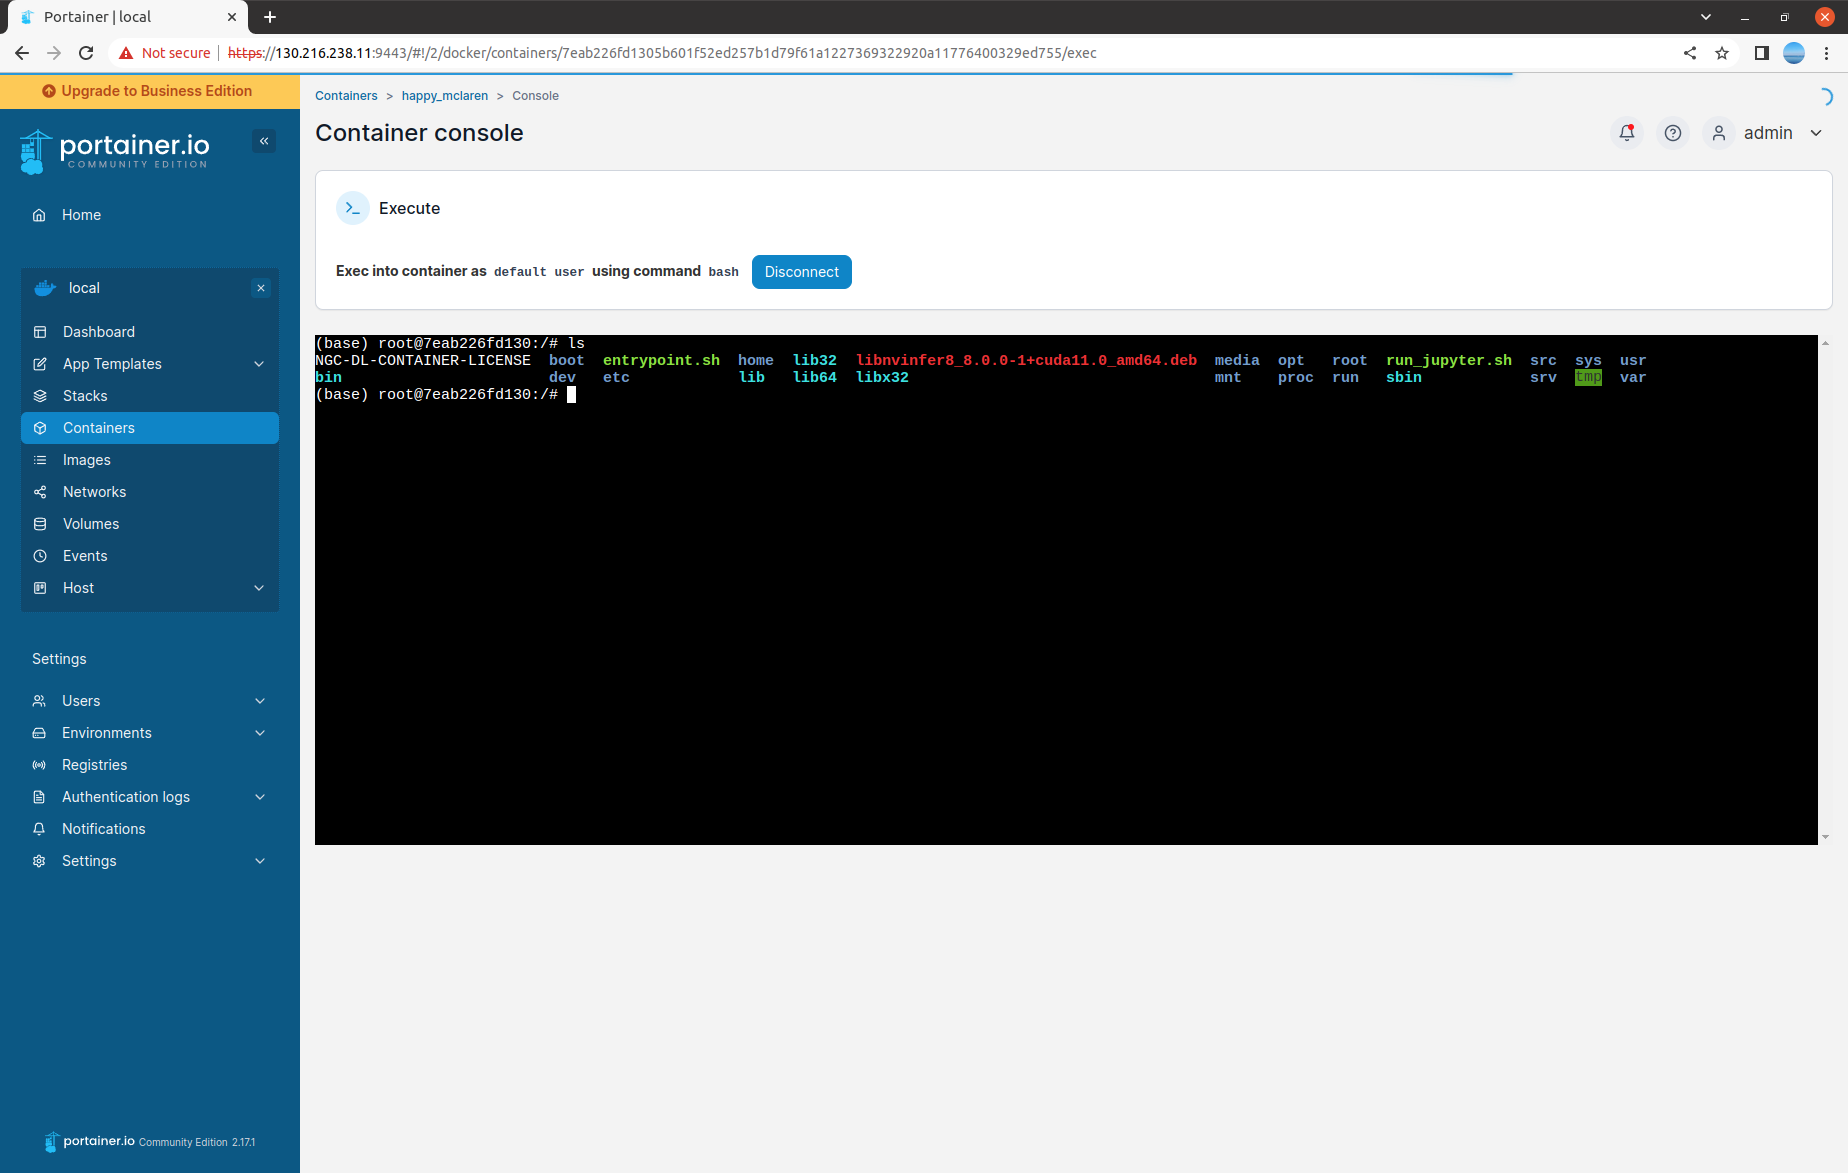 Portainer | local
Not secure
https://130.216.238.11:9443/#!/2/docker/containers/7eab226fd1305b601f52ed257b1d79f61a1227369322920a11776400329ed755/exec
Upgrade to Business Edition
portainer.io
COMMUNITY EDITION
Home
local
Dashboard
App Templates
Stacks
Containers
Images
Networks
Volumes
Events
Host
Settings
Users
Environments
Registries
Authentication logs
Notifications
Settings
portainer.io Community Edition 2.17.1
Containers > happy_mclaren > Console
Container console
admin
Execute
Exec into container as default user using command bash Disconnect
(base) root@7eab226fd130:/# ls
NGC-DL-CONTAINER-LICENSE boot entrypoint.sh home lib32 libnvinfer8_8.0.0-1+cuda11.0_amd64.deb media opt root run_jupyter.sh src sys usr
bin dev etc lib lib64 libx32 mnt proc run sbin srv tmp var
(base) root@7eab226fd130:/#